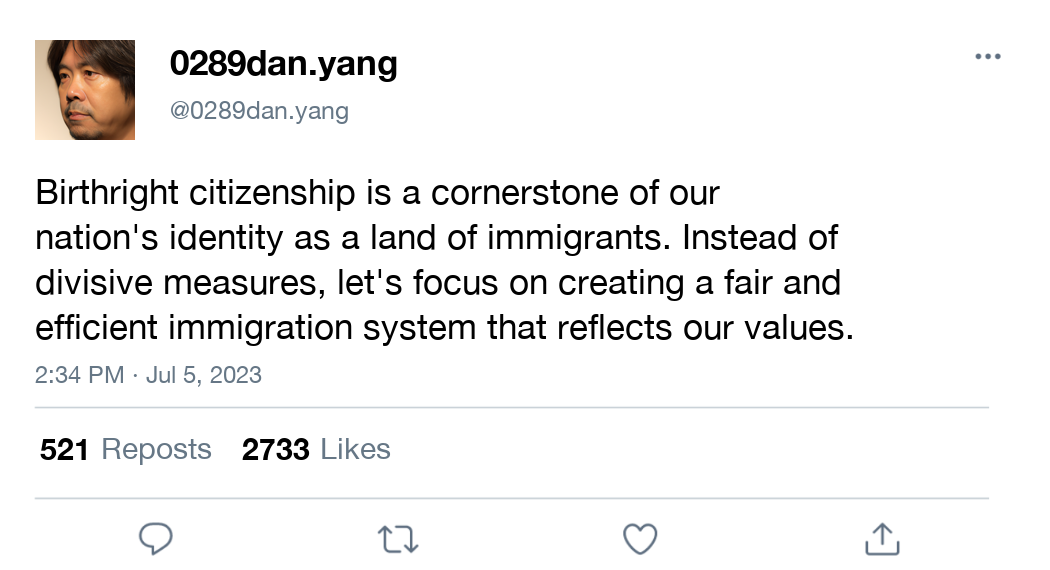 0289dan.yang
@0289dan.yang
Birthright citizenship is a cornerstone of our
nation's identity as a land of immigrants. Instead of
divisive measures, let's focus on creating a fair and
efficient immigration system that reflects our values.
2:34 PM · Jul 5, 2023
521 Reposts 2733 Likes